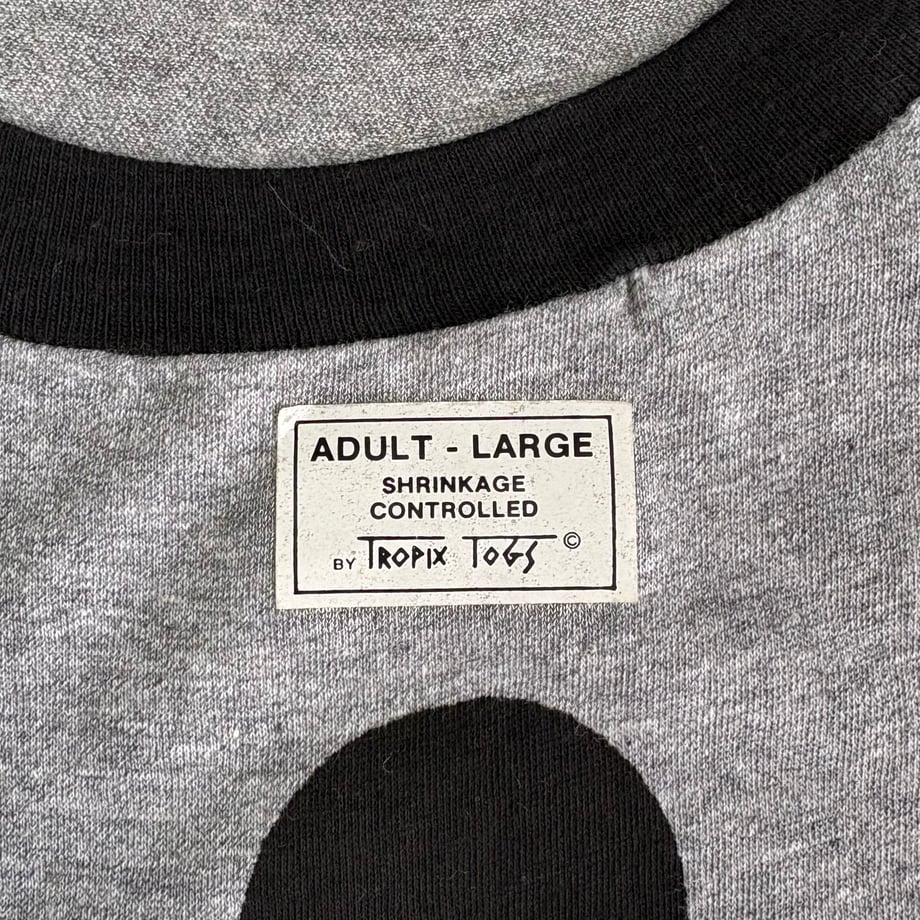 ADULT - LARGE
SHRINKAGE
CONTROLLED
BY TROPIX TOGS ©